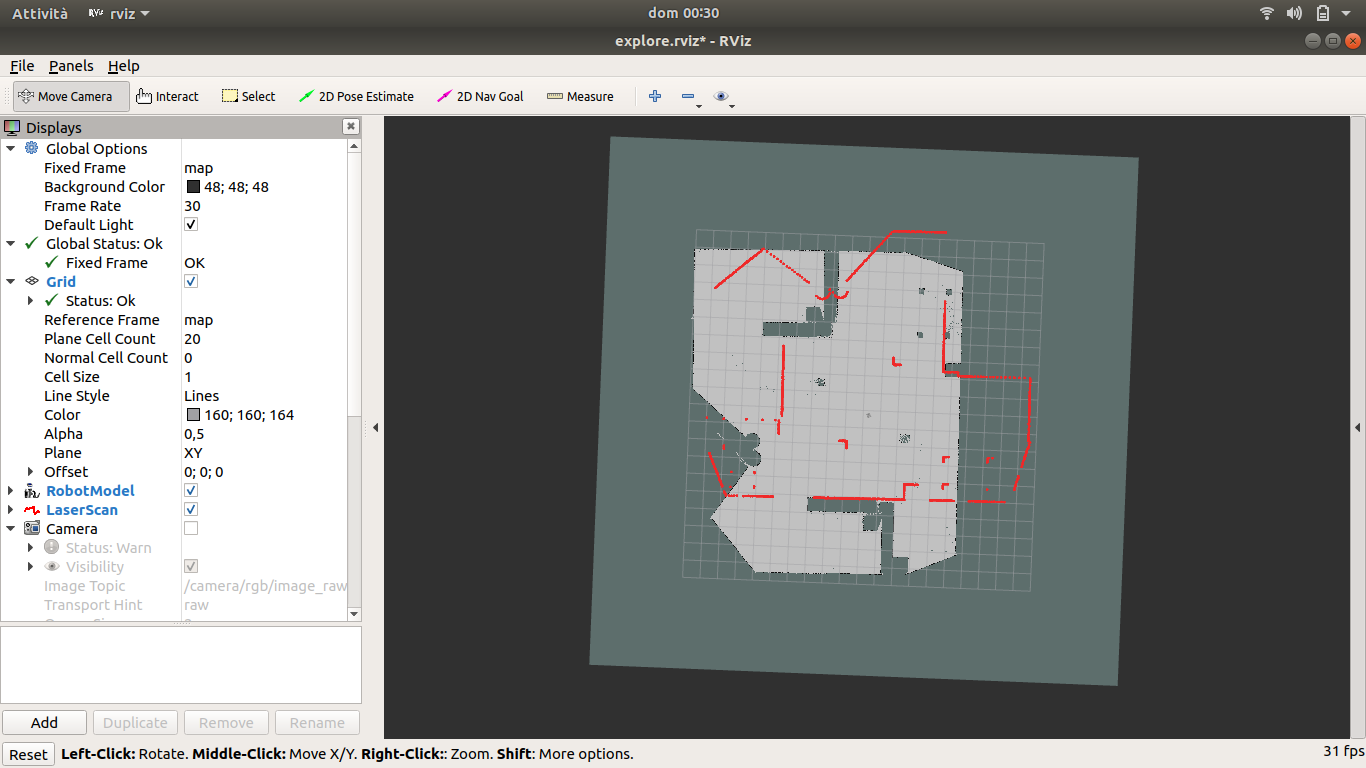 Attività RViz rviz dom 00:30
explore.rviz* - RViz
File Panels Help
Move Camera Interact Select 2D Pose Estimate 2D Nav Goal Measure
Displays
Global Options
Fixed Frame map
Background Color 48; 48; 48
Frame Rate 30
Default Light
Global Status: Ok
Fixed Frame OK
Grid
Status: Ok
Reference Frame map
Plane Cell Count 20
Normal Cell Count 0
Cell Size 1
Line Style Lines
Color 160; 160; 164
Alpha 0,5
Plane XY
Offset 0; 0; 0
RobotModel
LaserScan
Camera
Status: Warn
Visibility
Image Topic /camera/rgb/image_raw
Transport Hint raw
Add Duplicate Remove Rename
Reset Left-Click: Rotate. Middle-Click: Move X/Y. Right-Click:: Zoom. Shift: More options. 31 fps